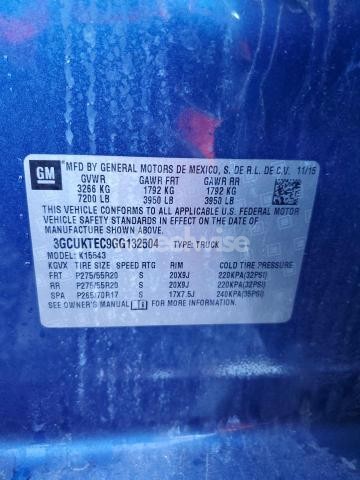 GM
MFD BY GENERAL MOTORS DE MEXICO, S. DE R.L. DE C.V. 11/15
GVWR GAWR FRT GAWR RR
3266 KG 1792 KG 1792 KG
7200 LB 3950 LB 3950 LB
THIS VEHICLE CONFORMS TO ALL APPLICABLE U.S. FEDERAL MOTOR
VEHICLE SAFETY STANDARDS IN EFFECT ON THE DATE OF
MANUFACTURE SHOWN ABOVE.
3GCUKTEC9GG132504 TYPE: TRUCK
MODEL: K15543
KGVX TIRE SIZE SPEED RTG RIM COLD TIRE PRESSURE
FRT P275/55R20 S 20X9J 220KPA(32PSI)
RR P275/55R20 S 20X9J 220KPA(32PSI)
SPA P265/70R17 S 17X7.5J 240KPA(35PSI)
SEE OWNER'S MANUAL FOR MORE INFORMATION.